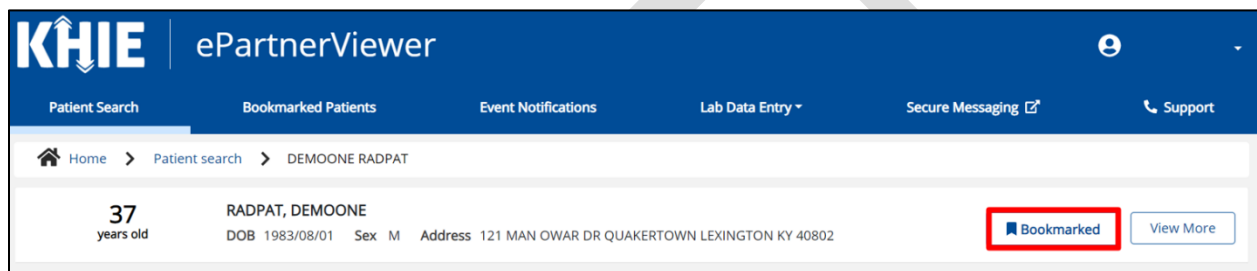 KHIE ePartnerViewer
Patient Search Bookmarked Patients Event Notifications Lab Data Entry Secure Messaging Support
Home > Patient search > DEMOONE RADPAT
37 RADPAT, DEMOONE
years old DOB 1983/08/01 Sex M Address 121 MAN OWAR DR QUAKERTOWN LEXINGTON KY 40802 Bookmarked View More